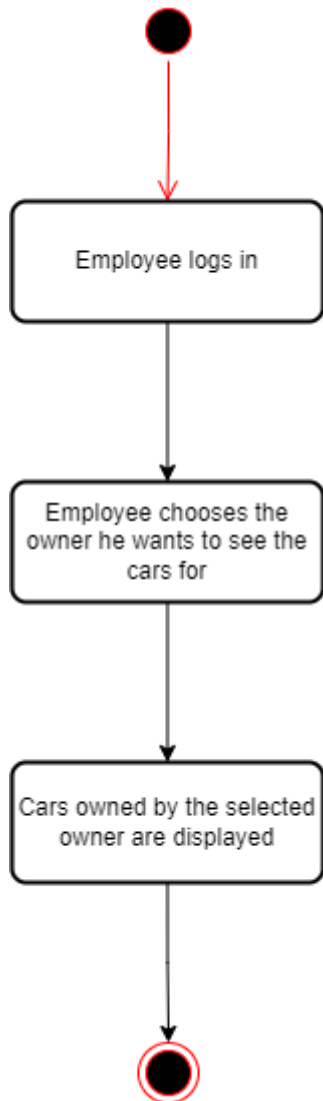 Employee logs in
Employee chooses the
owner he wants to see the
cars for
Cars owned by the selected
owner are displayed